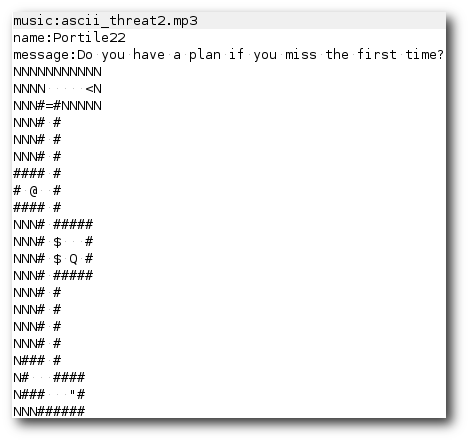 music:ascii_threat2.mp3
name:Portile22
message:Do you have a plan if you miss the first time?
NNNNNNNNNNN
NNNN     <N
NNN#=#NNNNN
NNN# #
NNN# #
NNN# #
#### #
# @  #
#### #
NNN# #####
NNN# $   #
NNN# $ Q #
NNN# #####
NNN# #
NNN# #
NNN# #
NNN# #
N### #
N#   ####
N###   "#
NNN######